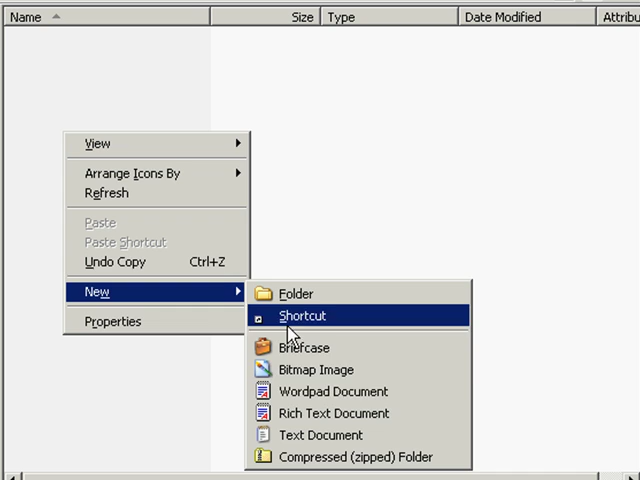 Name Size Type Date Modified Attribu
View
Arrange Icons By
Refresh
Paste
Paste Shortcut
Undo Copy Ctrl+Z
New
Properties
Folder
Shortcut
Briefcase
Bitmap Image
Wordpad Document
Rich Text Document
Text Document
Compressed (zipped) Folder